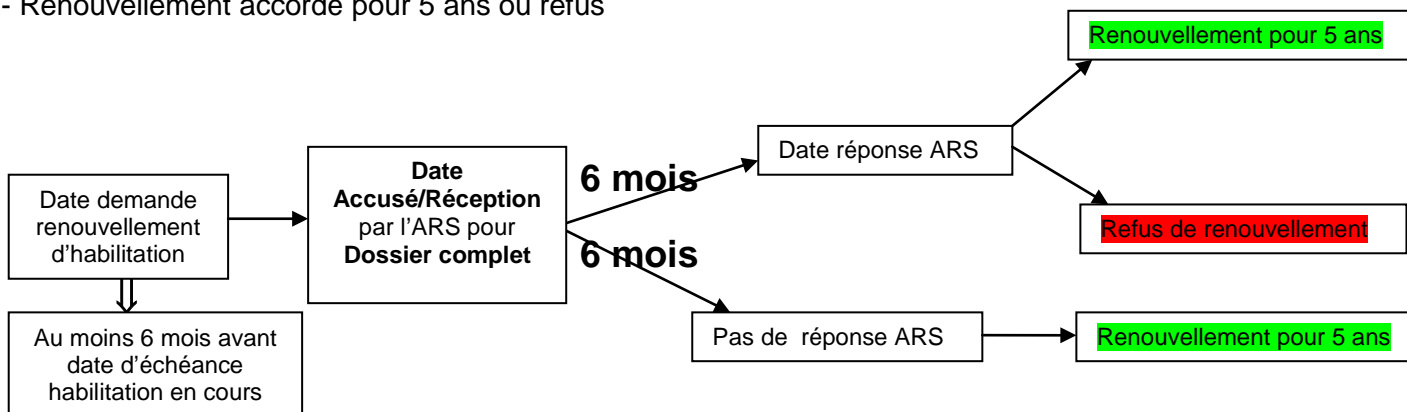 - Renouvellement accordé pour 5 ans ou refus
Renouvellement pour 5 ans
Date réponse ARS
Date
Accusé/Réception
par l'ARS pour
Dossier complet
6 mois
Date demande
renouvellement
d'habilitation
Refus de renouvellement
6 mois
Au moins 6 mois avant
date d'échéance
habilitation en cours
Pas de réponse ARS
Renouvellement pour 5 ans